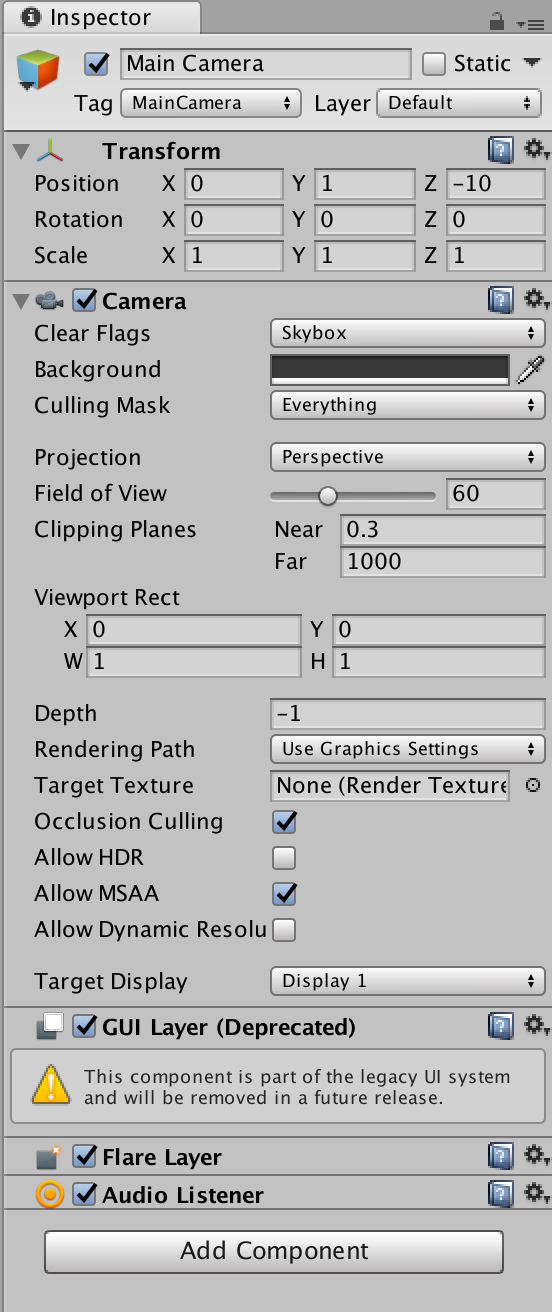 Inspector
Main Camera Static
Tag MainCamera Layer Default
Transform
Position X 0 Y 1 Z -10
Rotation X 0 Y 0 Z 0
Scale X 1 Y 1 Z 1
Camera
Clear Flags Skybox
Background
Culling Mask Everything
Projection Perspective
Field of View 60
Clipping Planes Near 0.3
Far 1000
Viewport Rect
X 0 Y 0
W 1 H 1
Depth -1
Rendering Path Use Graphics Settings
Target Texture None (Render Texture
Occlusion Culling
Allow HDR
Allow MSAA
Allow Dynamic Resolu
Target Display Display 1
GUI Layer (Deprecated)
This component is part of the legacy UI system
and will be removed in a future release.
Flare Layer
Audio Listener
Add Component